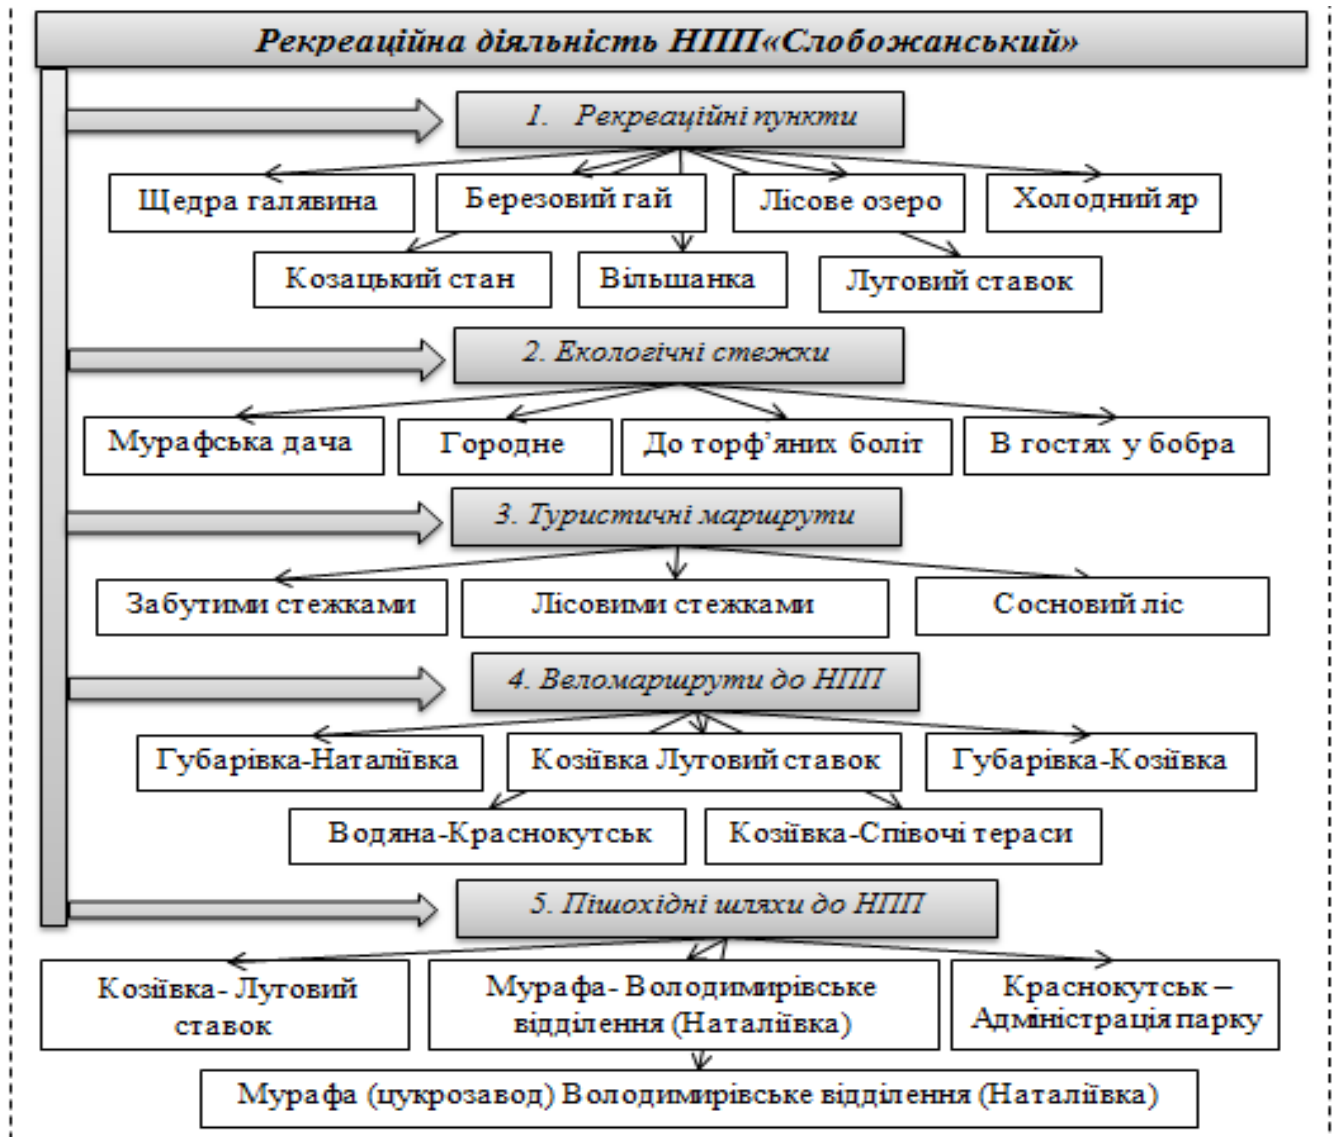 Рекреаційна діяльність НПП«Слобожанський»
1. Рекреаційні пункти
Щедра галявина
Березовий гай
Лісове озеро
Холодний яр
Козацький стан
Вільшанка
Луговий ставок
2. Екологічні стежки
Мурафська дача
Городне
До торф’яних боліт
В гостях у бобра
3. Туристичні маршрути
Забутими стежками
Лісовими стежками
Сосновий ліс
4. Веломаршрути до НПП
Губарівка-Наталіївка
Козіївка Луговий ставок
Губарівка-Козіївка
Водяна-Краснокутськ
Козіївка-Співочі тераси
5. Пішохідні шляхи до НПП
Козіївка- Луговий
ставок
Мурафа- Володимирівське
відділення (Наталіївка)
Краснокутськ –
Адміністрація парку
Мурафа (цукрозавод) Володимирівське відділення (Наталіївка)